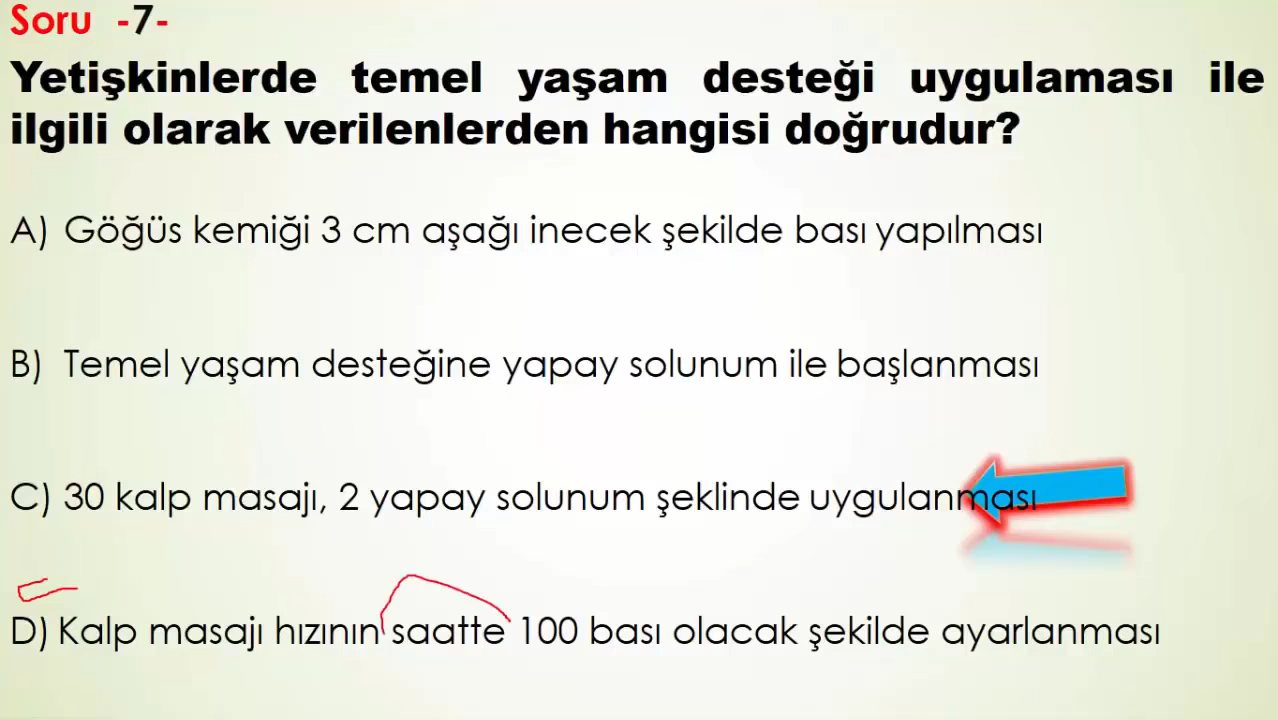 Soru -7-
Yetişkinlerde temel yaşam desteği uygulaması ile
ilgili olarak verilenlerden hangisi doğrudur?
A) Göğüs kemiği 3 cm aşağı inecek şekilde bası yapılması
B) Temel yaşam desteğine yapay solunum ile başlanması
C) 30 kalp masajı, 2 yapay solunum şeklinde uygulanması
D) Kalp masajı hızının saatte 100 bası olacak şekilde ayarlanması